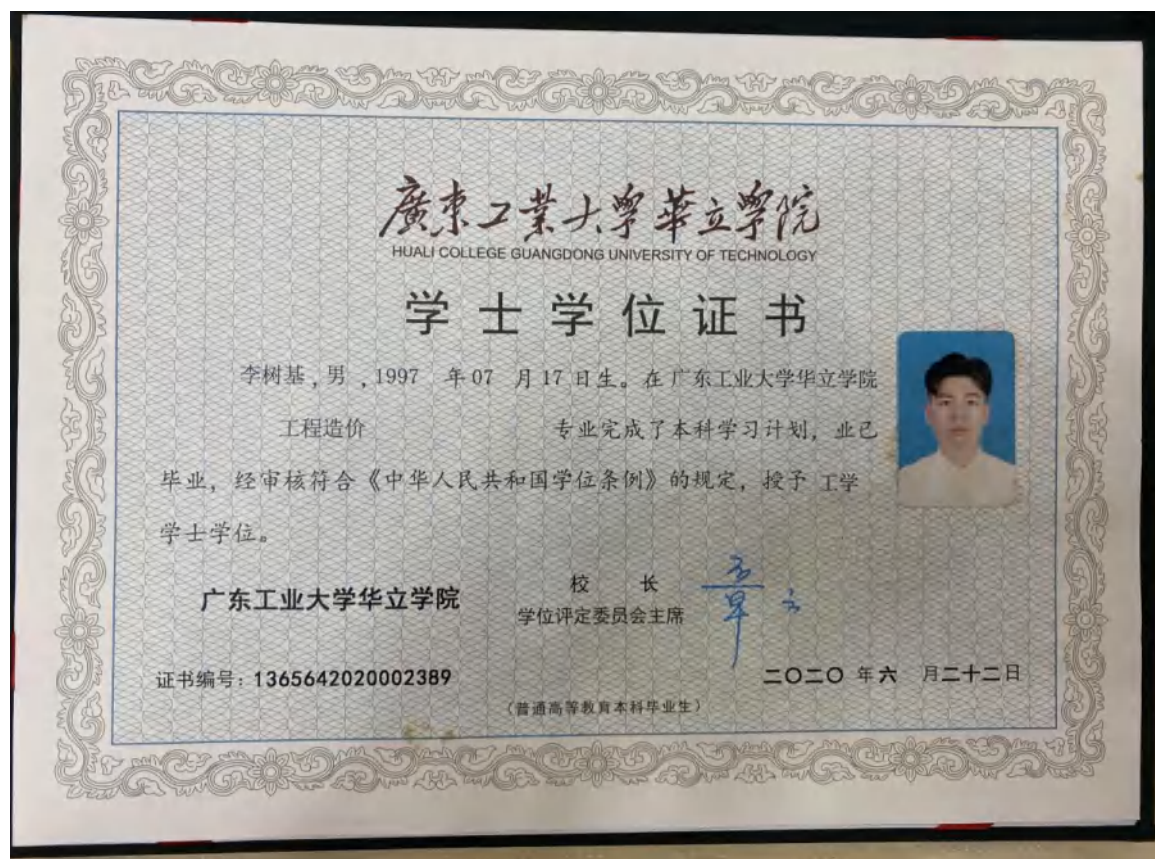 廣東工業大學華立學院
HUALI COLLEGE GUANGDONG UNIVERSITY OF TECHNOLOGY
学士学位证书
李树基,男,1997 年07 月17 日生。在广东工业大学华立学院
工程造价 专业完成了本科学习计划，业已
毕业，经审核符合《中华人民共和国学位条例》的规定，授予 工学
学士学位。
广东工业大学华立学院
校 长
学位评定委员会主席
证书编号：1365642020002389
二〇二〇 年六 月二十二日
（普通高等教育本科毕业生）